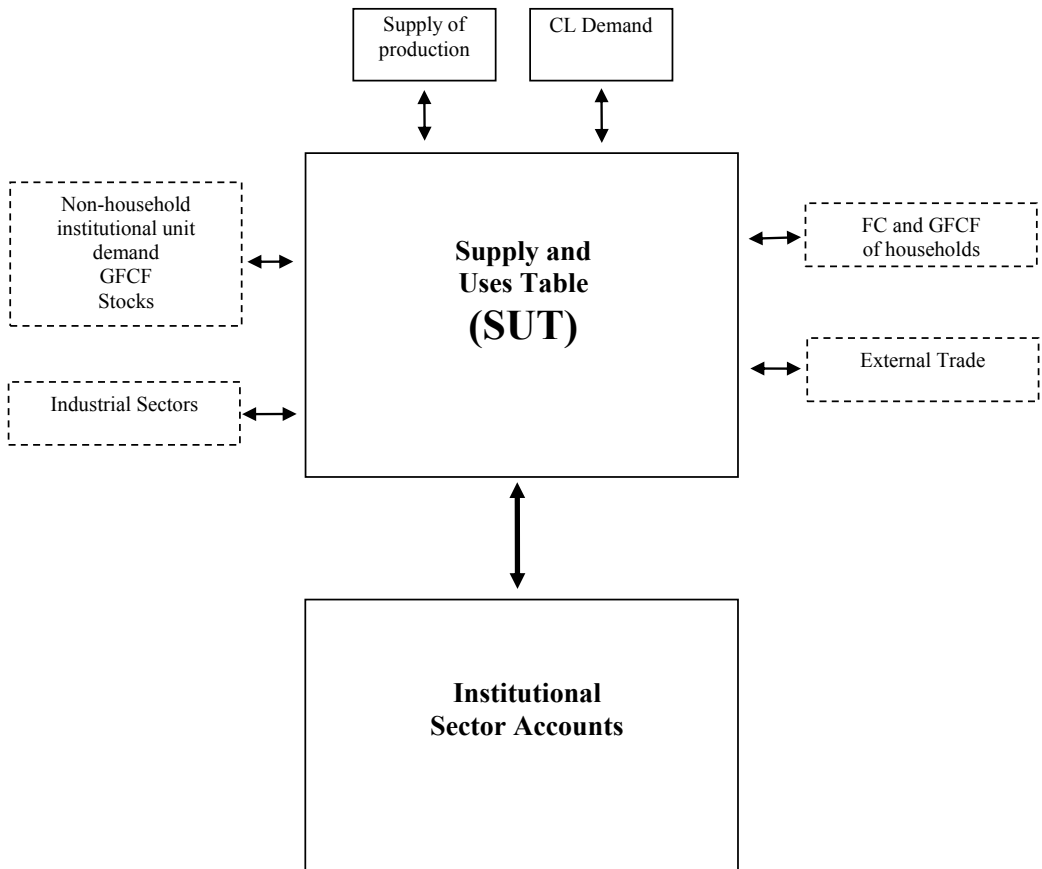 Supply of
production
CL Demand
Non-household
institutional unit
demand
GFCF
Stocks
Supply and
Uses Table
(SUT)
FC and GFCF
of households
External Trade
Industrial Sectors
Institutional
Sector Accounts